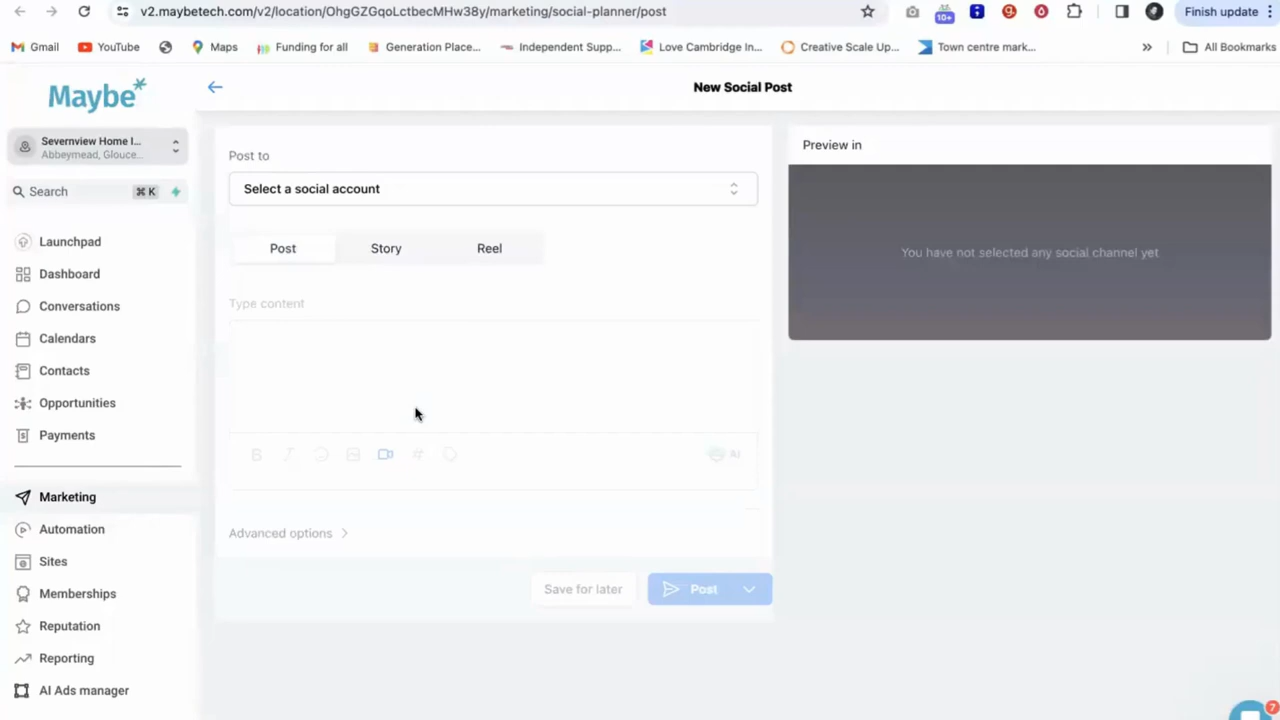 v2.maybetech.com/v2/location/OhgGZGqoLctbecMHw38y/marketing/social-planner/post
10+
Finish update
Gmail
YouTube
Maps
Funding for all
Generation Place...
Independent Supp...
Love Cambridge In...
Creative Scale Up...
Town centre mark...
»
All Bookmarks
Maybe*
New Social Post
Severnview Home I...
Abbeymead, Glouce...
Search
⌘ K
Launchpad
Dashboard
Conversations
Calendars
Contacts
Opportunities
Payments
Marketing
Automation
Sites
Memberships
Reputation
Reporting
AI Ads manager
Post to
Select a social account
Post
Story
Reel
Type content
B
I
#
AI
Advanced options
Save for later
Post
Preview in
You have not selected any social channel yet
7